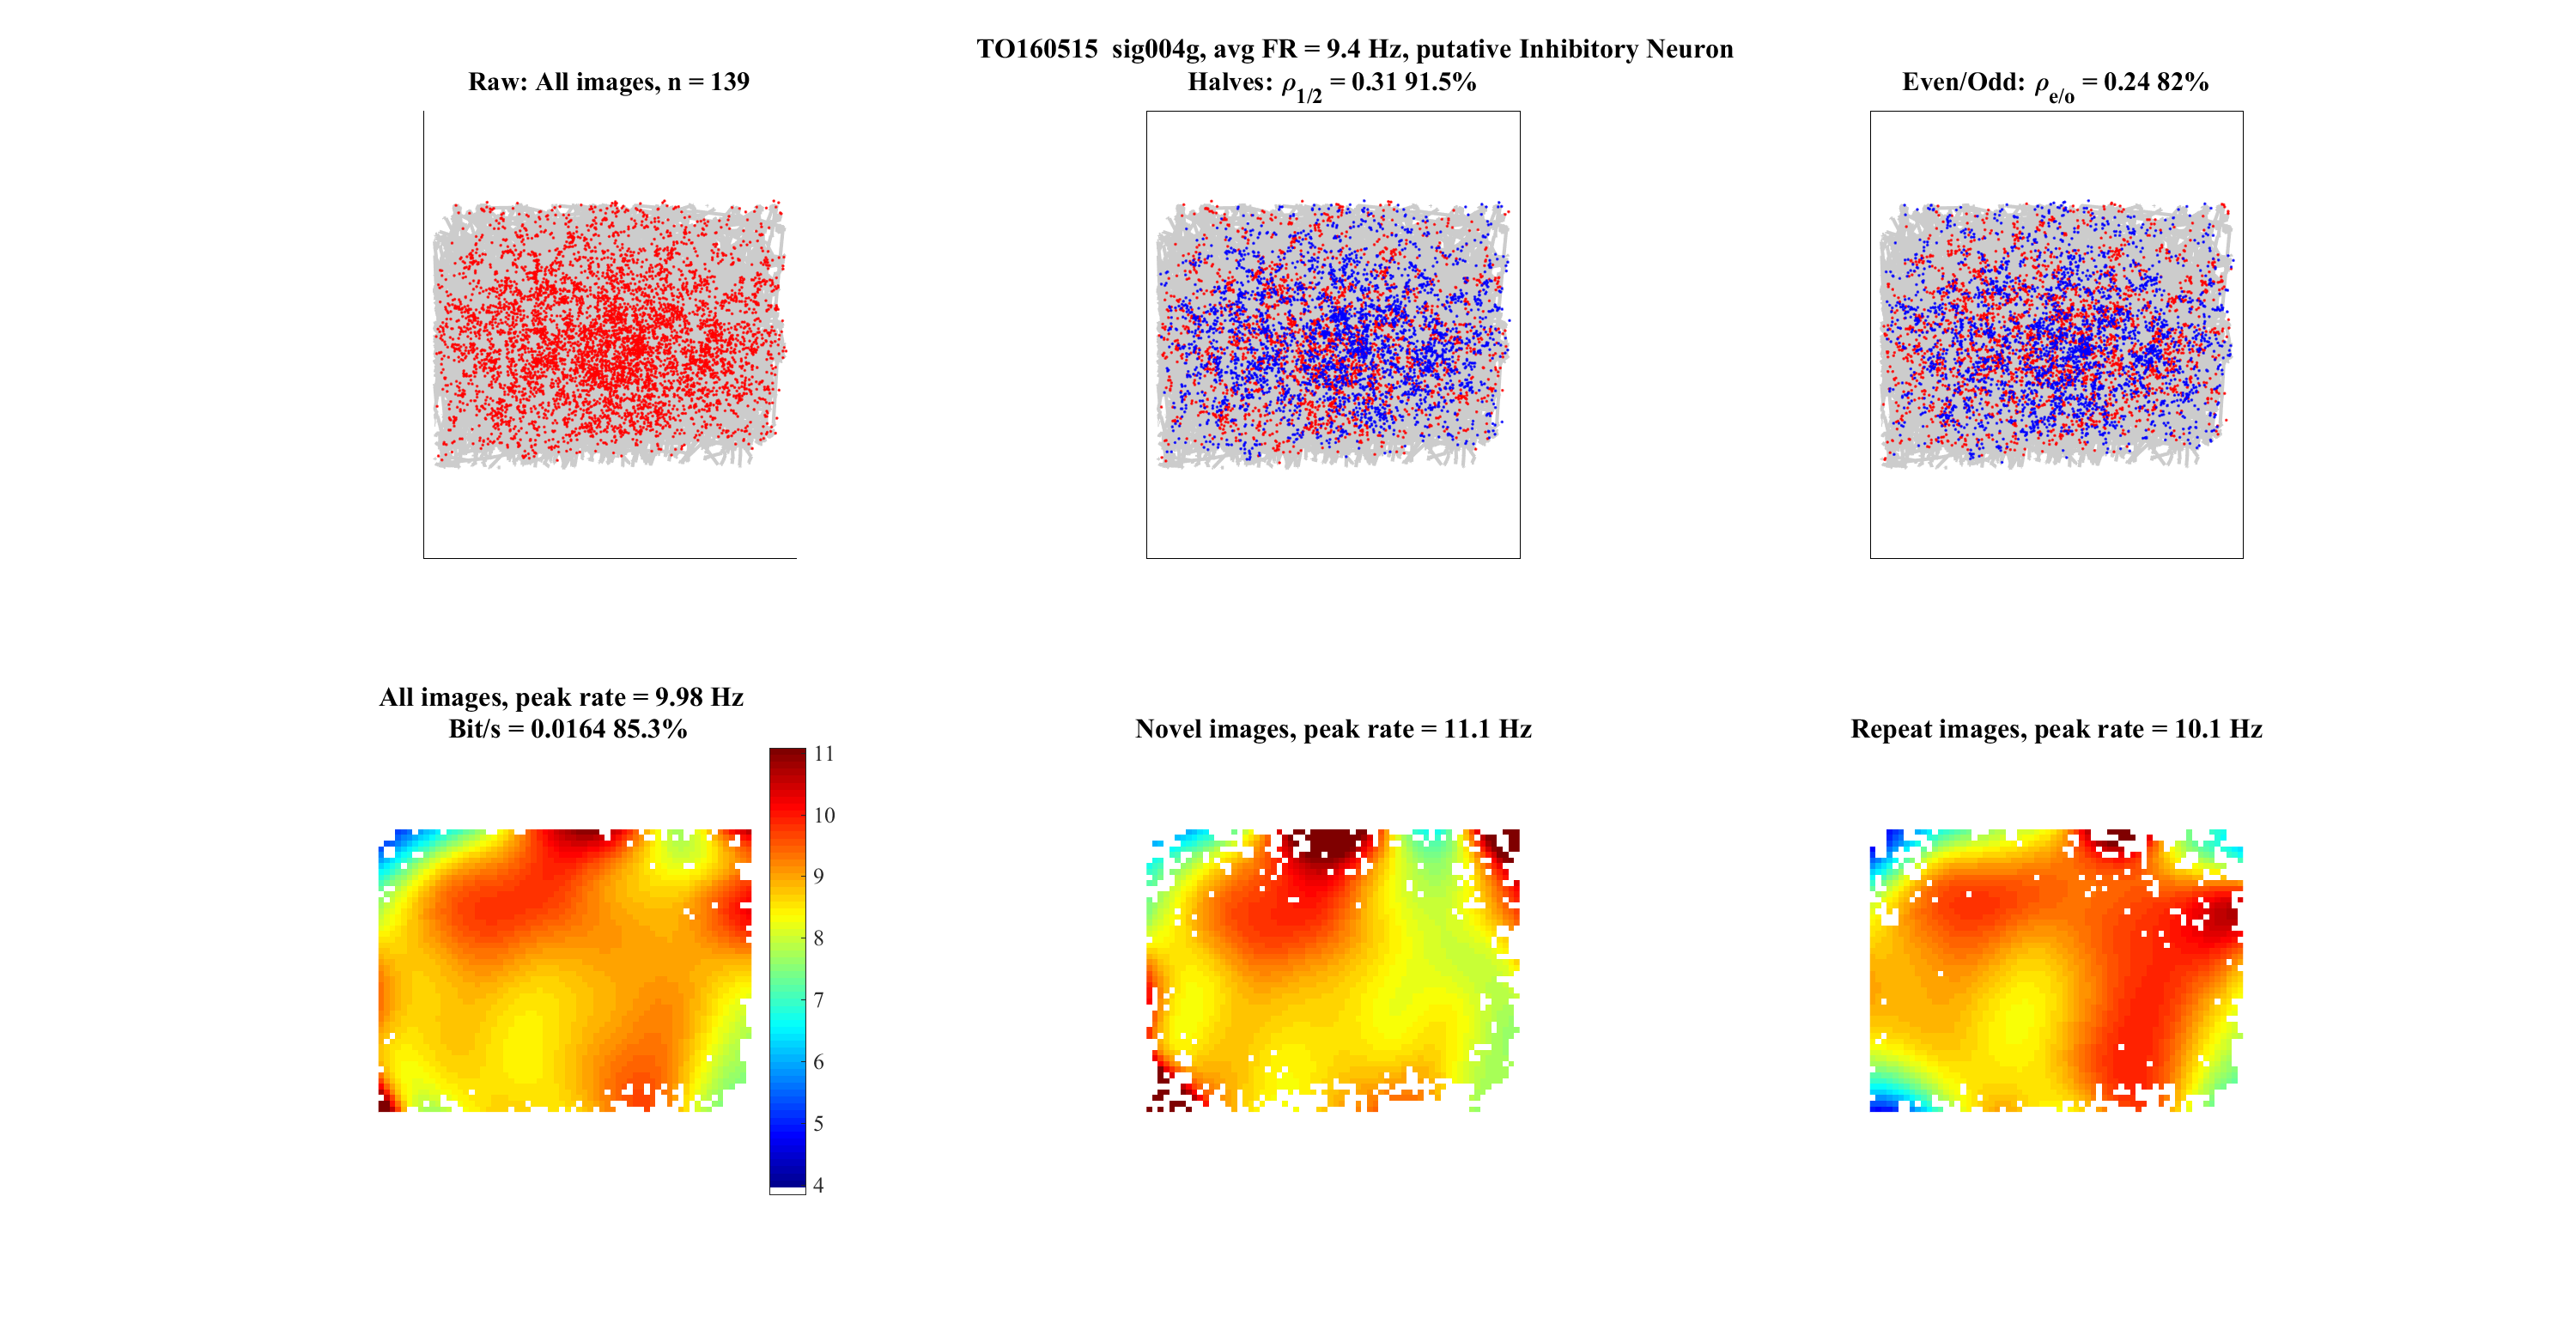 TO160515  sig004g, avg FR = 9.4 Hz, putative Inhibitory Neuron
Raw: All images, n = 139
Halves: ρ1/2 = 0.31 91.5%
Even/Odd: ρe/o = 0.24 82%
All images, peak rate = 9.98 Hz
Bit/s = 0.0164 85.3%
Novel images, peak rate = 11.1 Hz
Repeat images, peak rate = 10.1 Hz
11
10
9
8
7
6
5
4